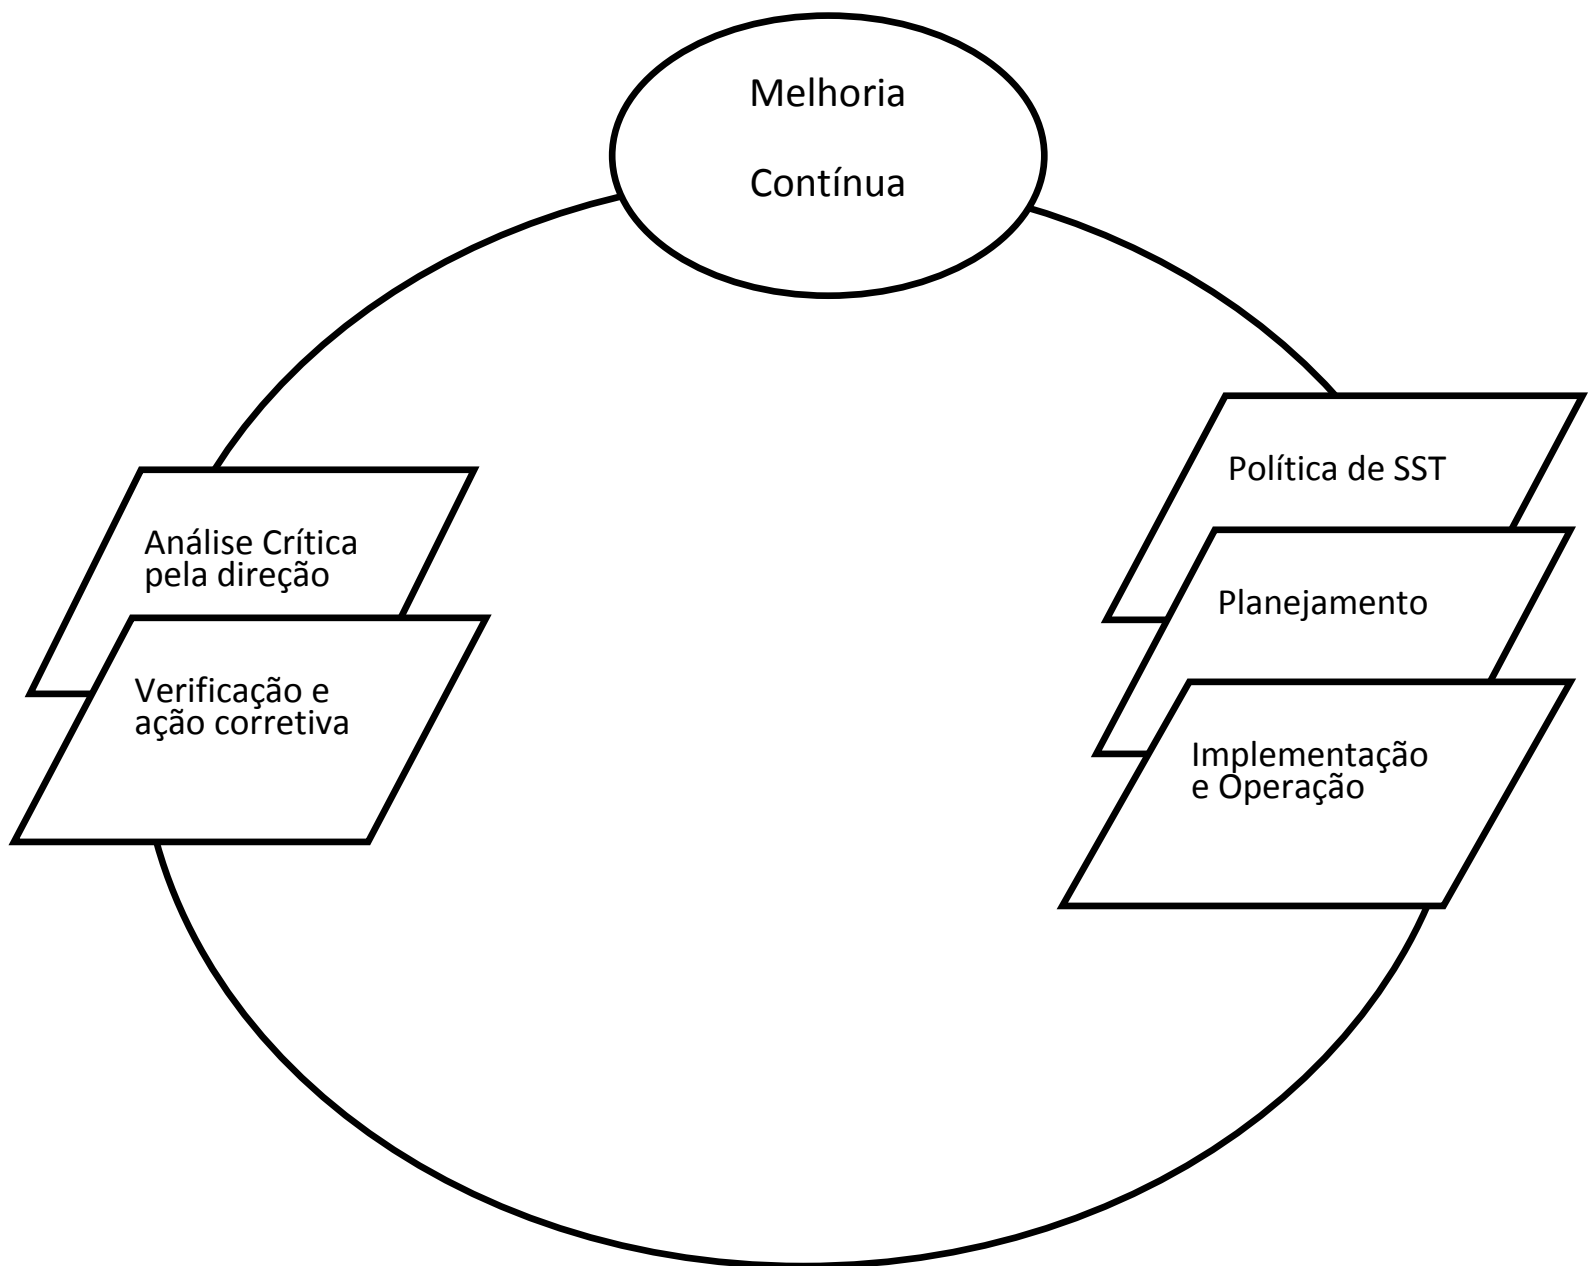 Melhoria
Contínua
Política de SST
Planejamento
Implementação
e Operação
Análise Crítica
pela direção
Verificação e
ação corretiva